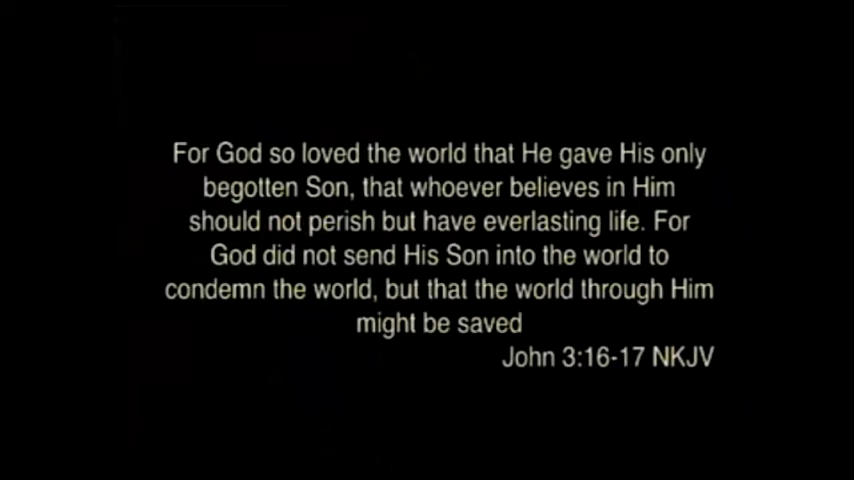 For God so loved the world that He gave His only
begotten Son, that whoever believes in Him
should not perish but have everlasting life. For
God did not send His Son into the world to
condemn the world, but that the world through Him
might be saved
John 3:16-17 NKJV